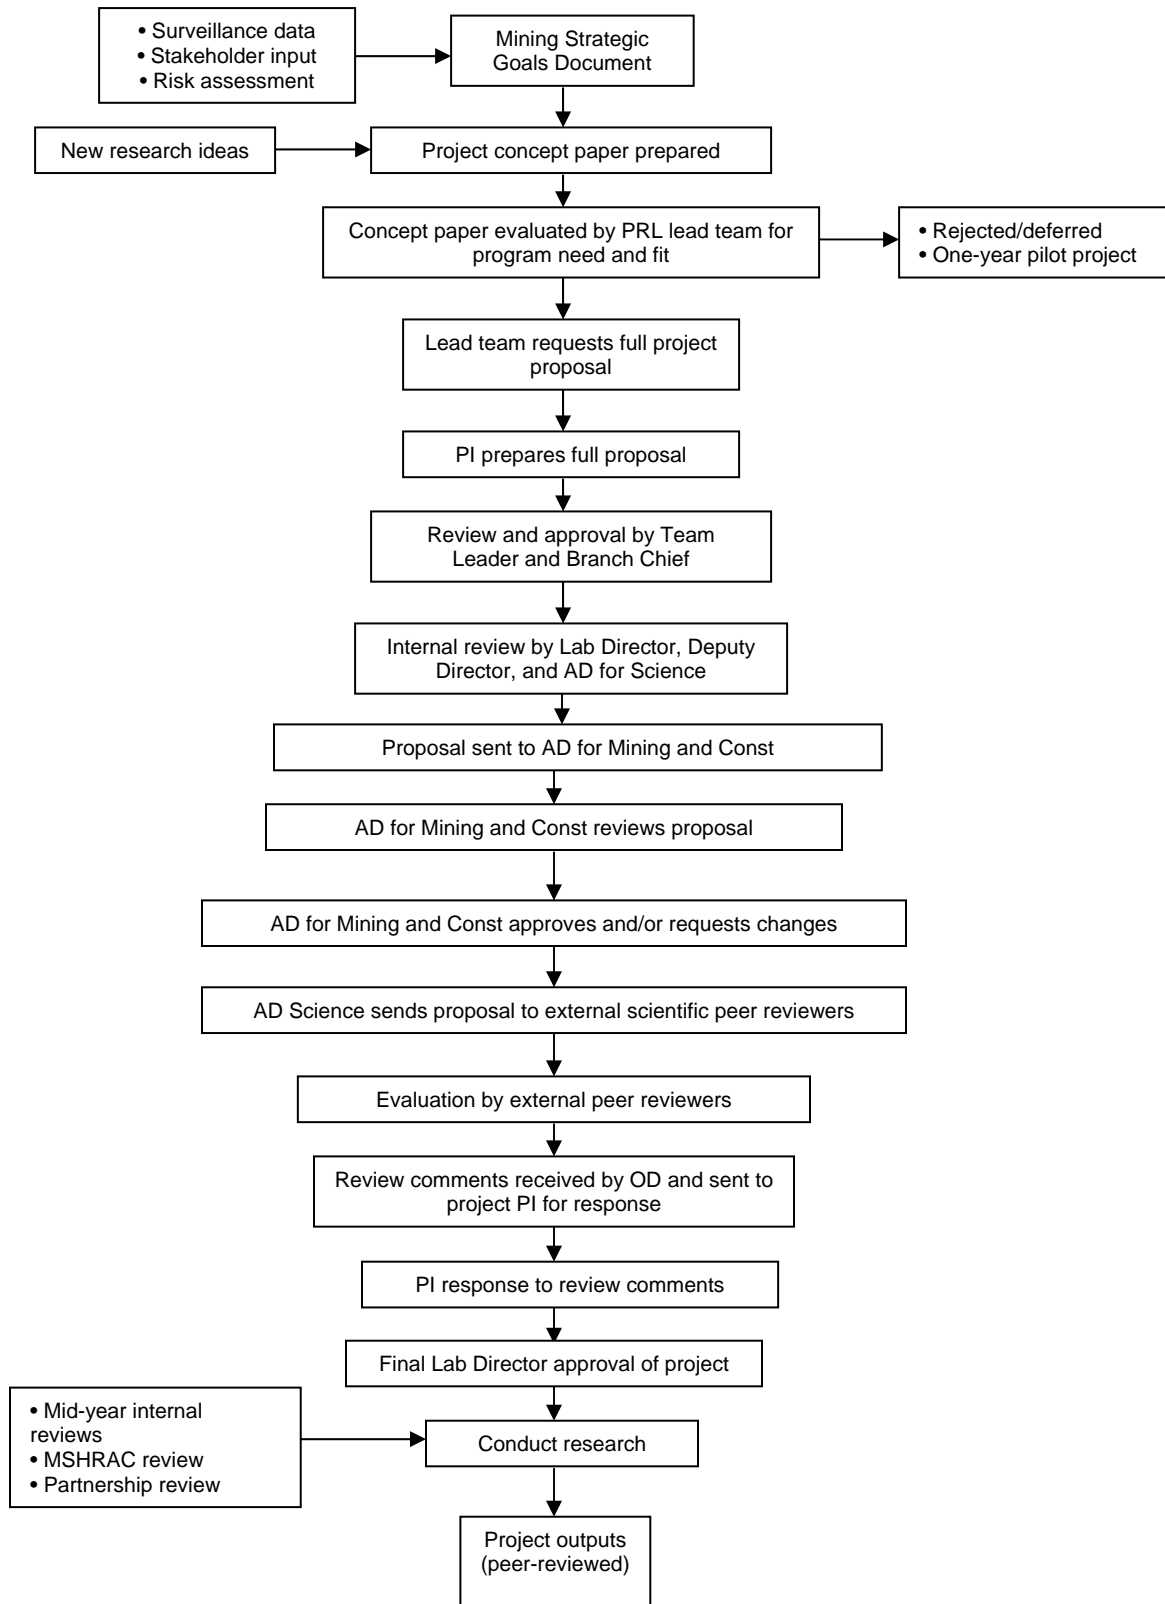 • Surveillance data
• Stakeholder input
• Risk assessment
Mining Strategic
Goals Document
New research ideas
Project concept paper prepared
Concept paper evaluated by PRL lead team for
program need and fit
• Rejected/deferred
• One-year pilot project
Lead team requests full project
proposal
PI prepares full proposal
Review and approval by Team
Leader and Branch Chief
Internal review by Lab Director, Deputy
Director, and AD for Science
Proposal sent to AD for Mining and Const
AD for Mining and Const reviews proposal
AD for Mining and Const approves and/or requests changes
AD Science sends proposal to external scientific peer reviewers
Evaluation by external peer reviewers
Review comments received by OD and sent to
project PI for response
PI response to review comments
Final Lab Director approval of project
• Mid-year internal
reviews
• MSHRAC review
• Partnership review
Conduct research
Project outputs
(peer-reviewed)